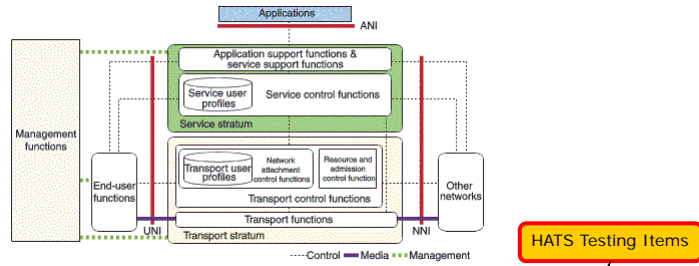 Applications
ANI
Application support functions &
service support functions
Service user
profiles
Service control functions
Service stratum
Management
functions
Transport user
profiles
Network
attachment
control functions
Resource and
admission
control function
Transport control functions
End-user
functions
Other
networks
Transport functions
UNI
NNI
Transport stratum
Control
Media
Management
HATS Testing Items